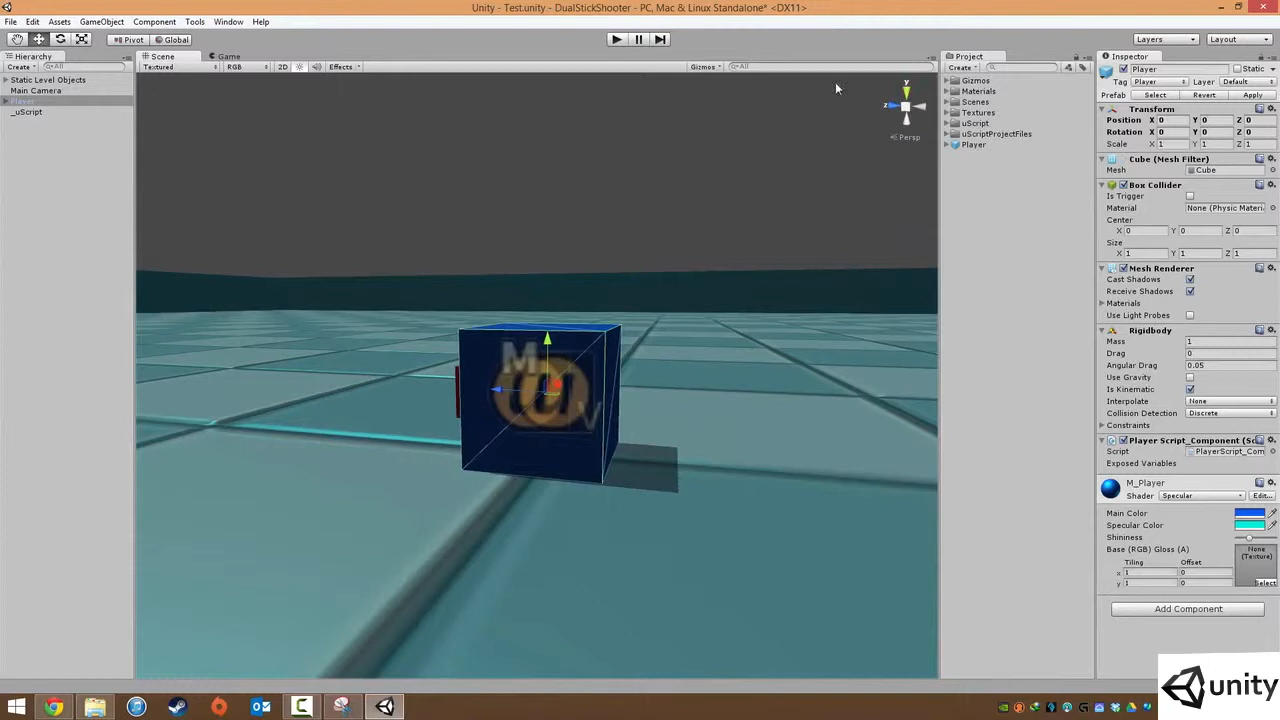 Unity - Test.unity - DualStickShooter - PC, Mac & Linux Standalone* <DX11>
File Edit Assets GameObject Component Tools Window Help
Pivot Global Layers Layout
Hierarchy
Create All
Static Level Objects
Main Camera
Player
_uScript
Scene Game
Textured RGB 2D Effects Gizmos All
y
z
Persp
M
u
V
Project
Create
Gizmos
Materials
Scenes
Textures
uScript
uScriptProjectFiles
Player
Inspector
Player Static
Tag Player Layer Default
Prefab Select Revert Apply
Transform
Position X 0 Y 0 Z 0
Rotation X 0 Y 0 Z 0
Scale X 1 Y 1 Z 1
Cube (Mesh Filter)
Mesh Cube
Box Collider
Is Trigger
Material None (Physic Materi
Center
X 0 Y 0 Z 0
Size
X 1 Y 1 Z 1
Mesh Renderer
Cast Shadows
Receive Shadows
Materials
Use Light Probes
Rigidbody
Mass 1
Drag 0
Angular Drag 0.05
Use Gravity
Is Kinematic
Interpolate None
Collision Detection Discrete
Constraints
Player Script_Component (Sc
Script PlayerScript_Com
Exposed Variables
M_Player
Shader Specular Edit...
Main Color
Specular Color
Shininess
Base (RGB) Gloss (A)
None
(Texture)
Tiling Offset
x 1 0
y 1 0
Select
Add Component
unity